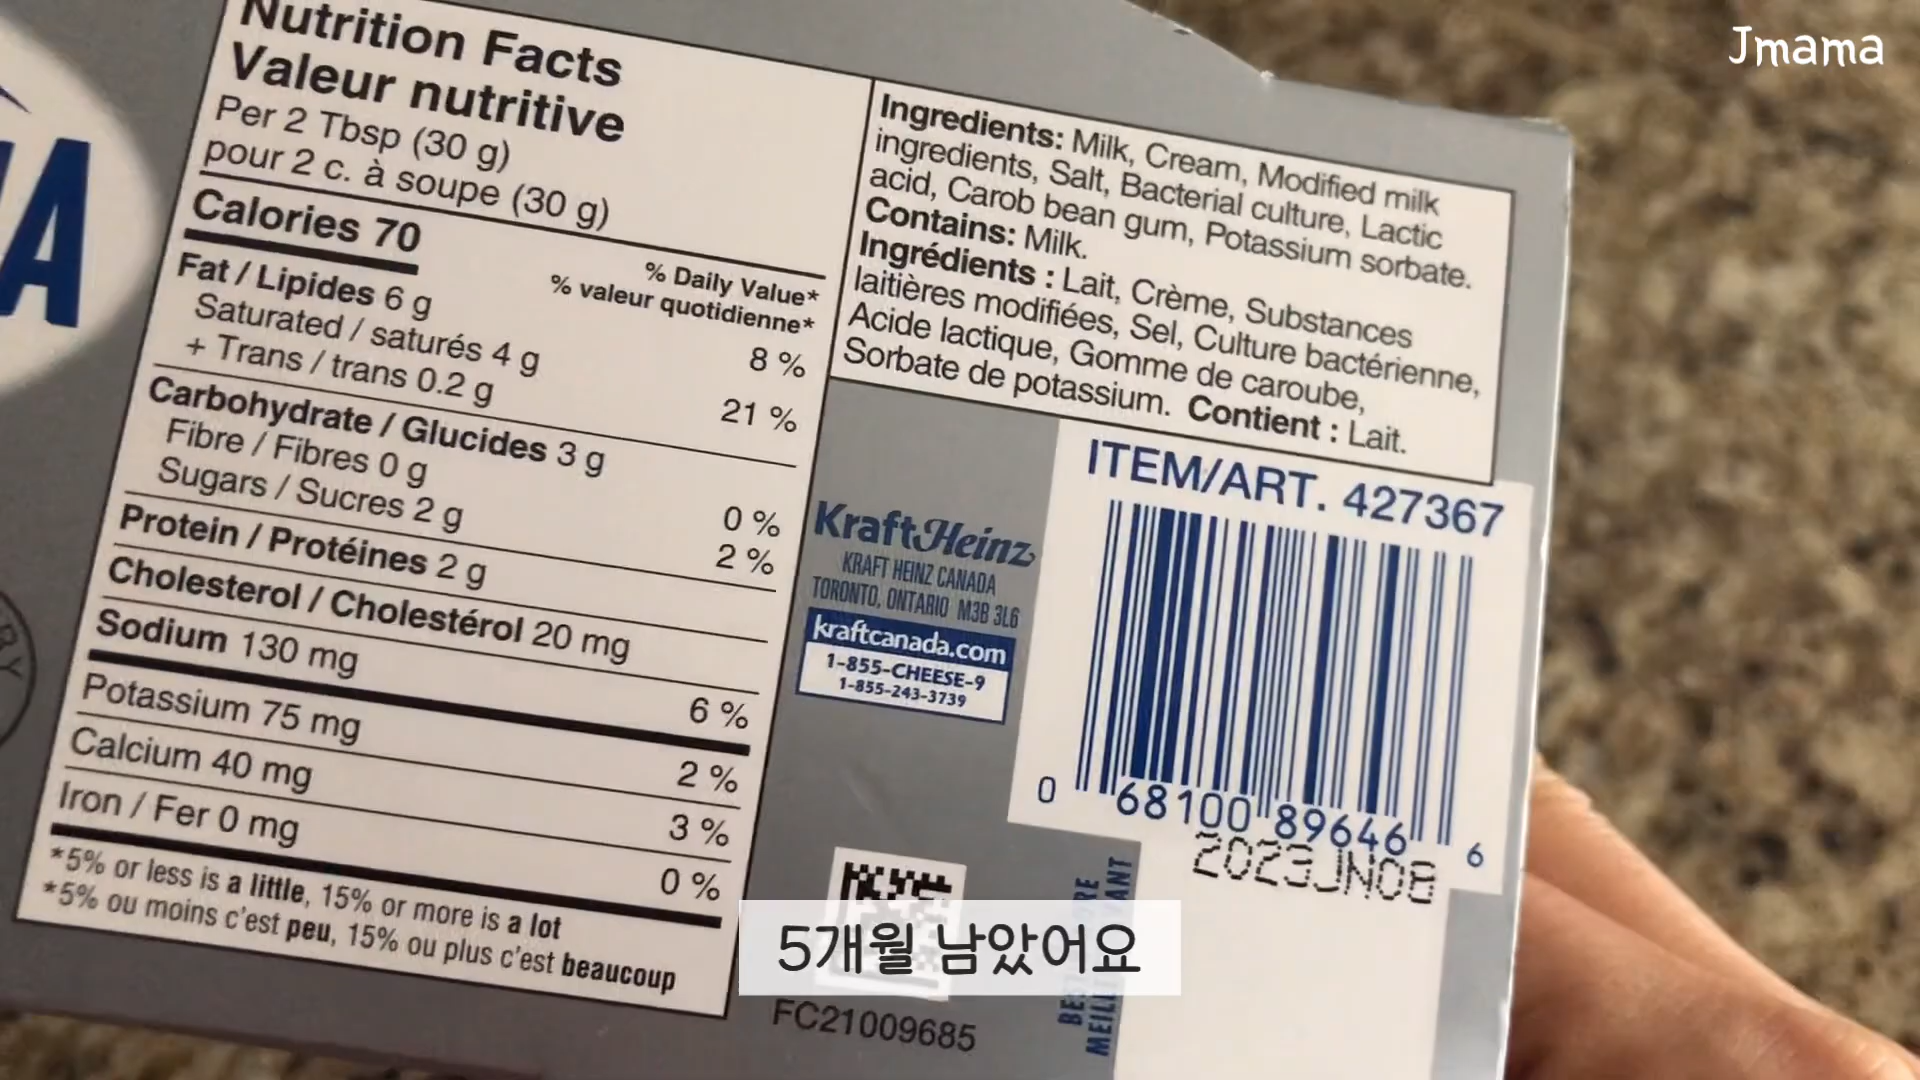 Jmama
A
Nutrition Facts
Valeur nutritive
Per 2 Tbsp (30 g)
pour 2 c. à soupe (30 g)
Calories 70
% Daily Value*
% valeur quotidienne*
Fat / Lipides 6 g 8 %
Saturated / saturés 4 g
+ Trans / trans 0.2 g 21 %
Carbohydrate / Glucides 3 g
Fibre / Fibres 0 g 0 %
Sugars / Sucres 2 g 2 %
Protein / Protéines 2 g
Cholesterol / Cholestérol 20 mg
Sodium 130 mg 6 %
Potassium 75 mg 2 %
Calcium 40 mg 3 %
Iron / Fer 0 mg 0 %
*5% or less is a little, 15% or more is a lot
*5% ou moins c'est peu, 15% ou plus c'est beaucoup
Ingredients: Milk, Cream, Modified milk
ingredients, Salt, Bacterial culture, Lactic
acid, Carob bean gum, Potassium sorbate.
Contains: Milk.
Ingrédients : Lait, Crème, Substances
laitières modifiées, Sel, Culture bactérienne,
Acide lactique, Gomme de caroube,
Sorbate de potassium. Contient : Lait.
KraftHeinz
KRAFT HEINZ CANADA
TORONTO, ONTARIO M3B 3L6
kraftcanada.com
1-855-CHEESE-9
1-855-243-3739
ITEM/ART. 427367
0 68100 89646 6
2023JN08
5개월 남았어요
FC21009685